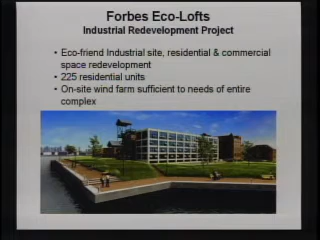 Forbes Eco-Lofts
Industrial Redevelopment Project
• Eco-friend Industrial site, residential & commercial
space redevelopment
• 225 residential units
• On-site wind farm sufficient to needs of entire
complex